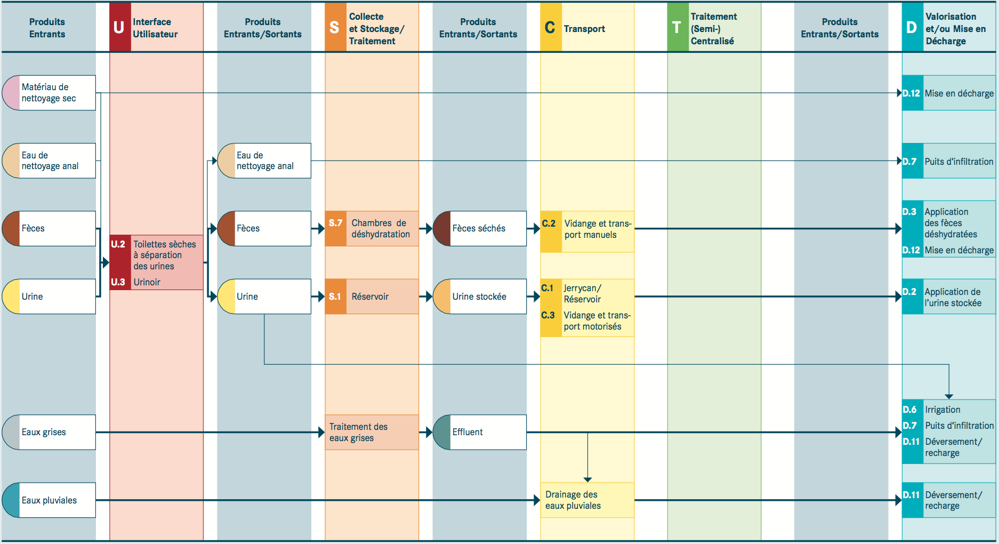 Produits
Entrants
U
Interface
Utilisateur
Produits
Entrants/Sortants
S
Collecte
et Stockage/
Traitement
Produits
Entrants/Sortants
C
Transport
T
Traitement
(Semi-)
Centralisé
Produits
Entrants/Sortants
D
Valorisation
et/ou Mise en
Décharge
Matériau de
nettoyage sec
D.12 Mise en décharge
Eau de
nettoyage anal
Eau de
nettoyage anal
D.7 Puits d‘infiltration
Fèces
Fèces
S.7 Chambres de
déshydratation
Fèces séchés
C.2 Vidange et trans-
port manuels
D.3 Application
des fèces
déshydratées
D.12 Mise en décharge
U.2 Toilettes sèches
à séparation
des urines
U.3 Urinoir
Urine
Urine
S.1 Réservoir
Urine stockée
C.1 Jerrycan/
Réservoir
C.3 Vidange et trans-
port motorisés
D.2 Application de
l’urine stockée
Eaux grises
Traitement des
eaux grises
Effluent
D.6 Irrigation
D.7 Puits d‘infiltration
D.11 Déversement/
recharge
Eaux pluviales
Drainage des
eaux pluviales
D.11 Déversement/
recharge